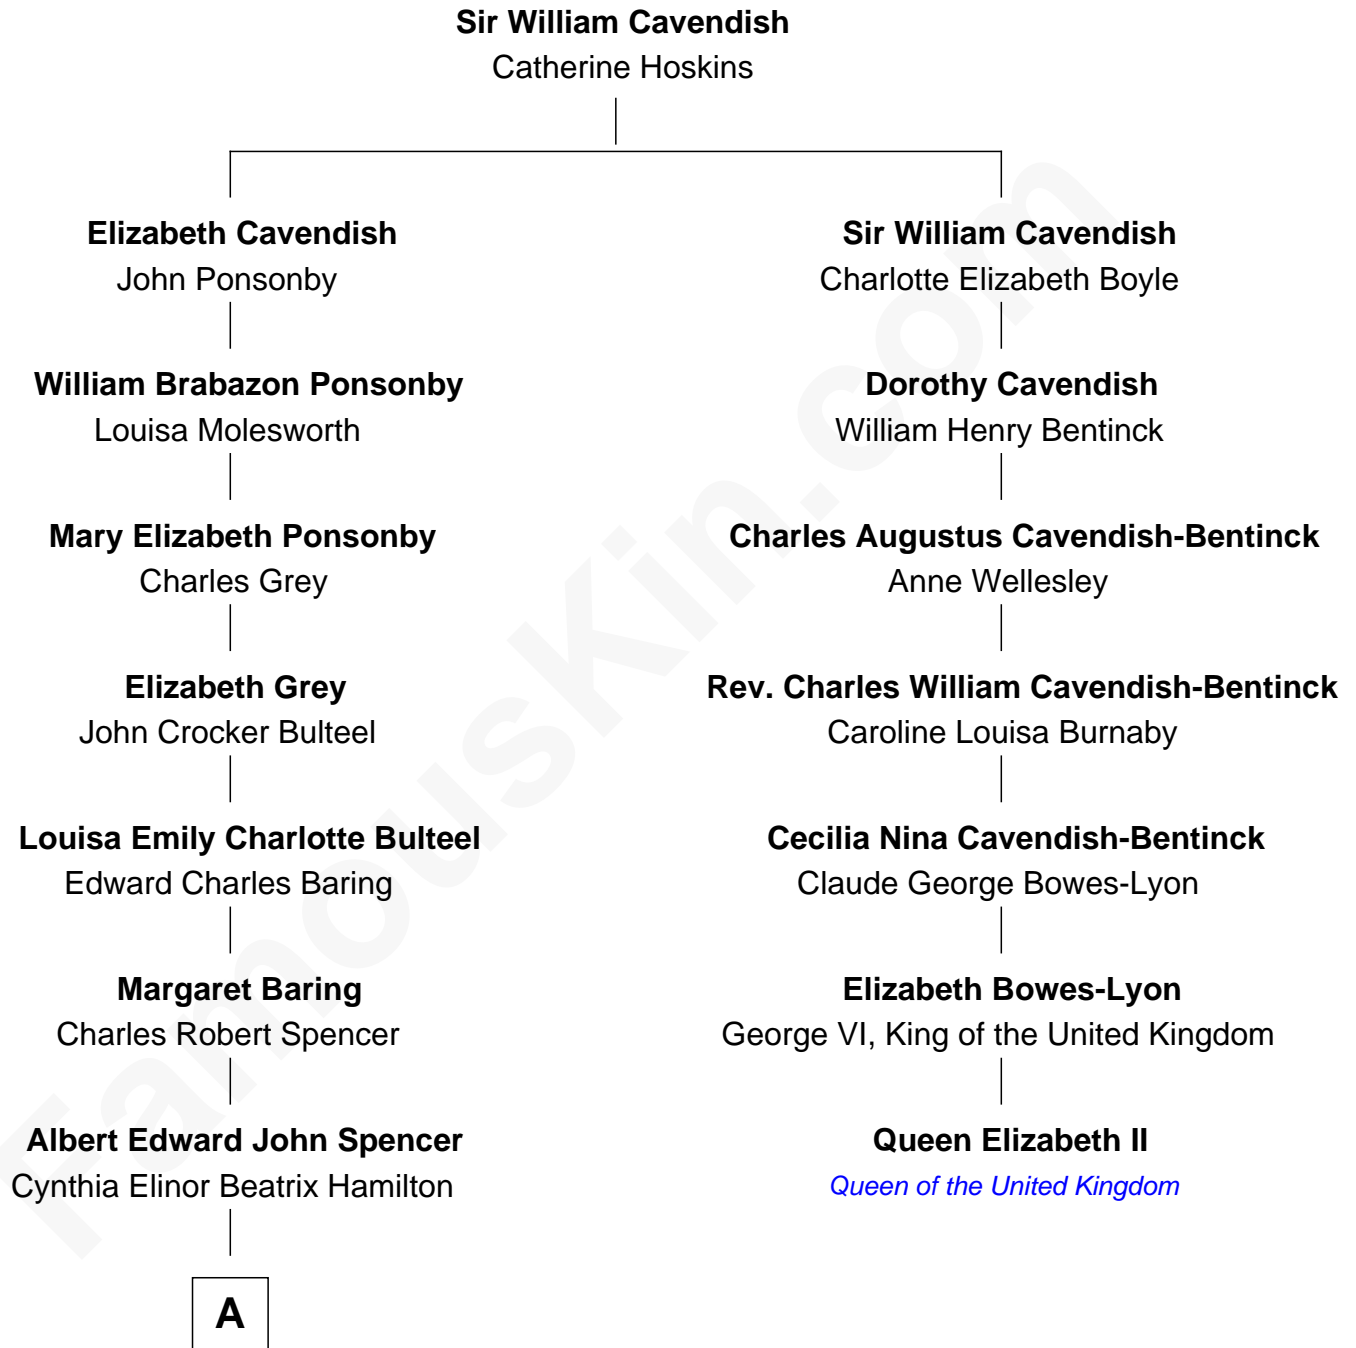 Sir William Cavendish
Catherine Hoskins
Elizabeth Cavendish
John Ponsonby
William Brabazon Ponsonby
Louisa Molesworth
Mary Elizabeth Ponsonby
Charles Grey
Elizabeth Grey
John Crocker Bulteel
Louisa Emily Charlotte Bulteel
Edward Charles Baring
Margaret Baring
Charles Robert Spencer
Albert Edward John Spencer
Cynthia Elinor Beatrix Hamilton
A
Sir William Cavendish
Charlotte Elizabeth Boyle
Dorothy Cavendish
William Henry Bentinck
Charles Augustus Cavendish-Bentinck
Anne Wellesley
Rev. Charles William Cavendish-Bentinck
Caroline Louisa Burnaby
Cecilia Nina Cavendish-Bentinck
Claude George Bowes-Lyon
Elizabeth Bowes-Lyon
George VI, King of the United Kingdom
Queen Elizabeth II
Queen of the United Kingdom
FamousKin.com